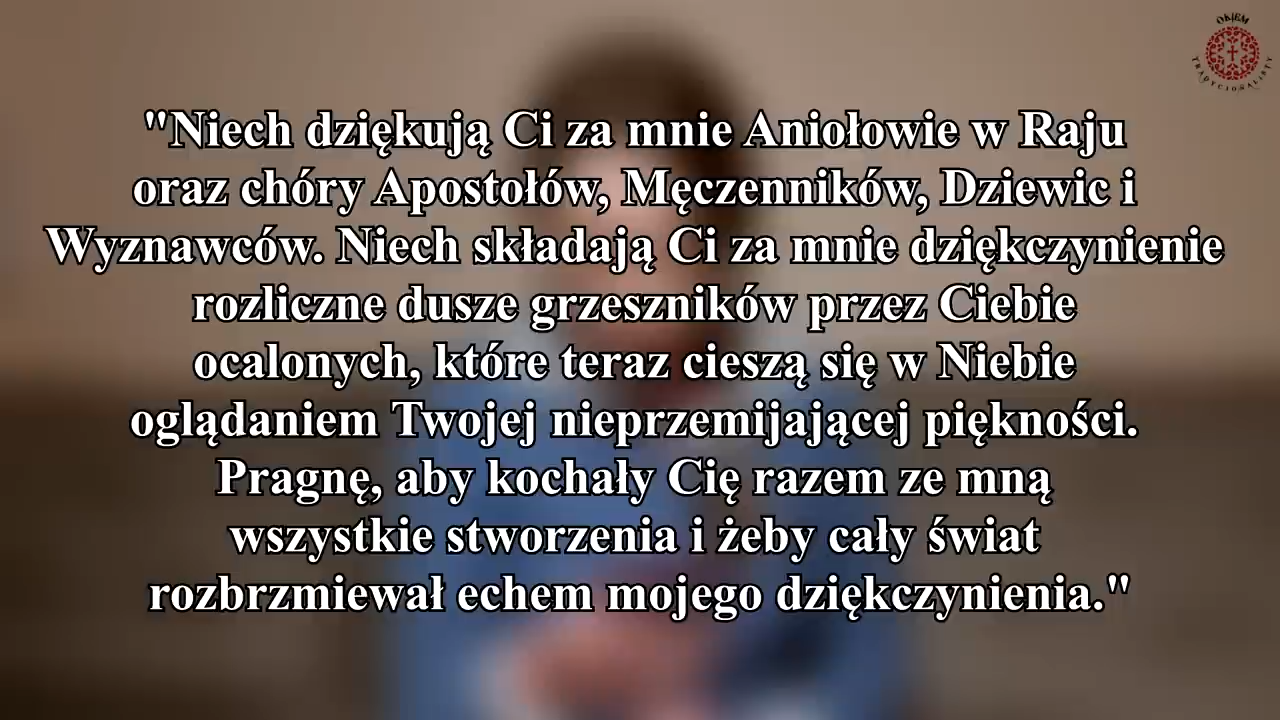 OKIEM
TRADYCJONALISTY
"Niech dziękują Ci za mnie Aniołowie w Raju
oraz chóry Apostołów, Męczenników, Dziewic i
Wyznawców. Niech składają Ci za mnie dziękczynienie
rozliczne dusze grzeszników przez Ciebie
ocalonych, które teraz cieszą się w Niebie
oglądaniem Twojej nieprzemijającej piękności.
Pragnę, aby kochały Cię razem ze mną
wszystkie stworzenia i żeby cały świat
rozbrzmiewał echem mojego dziękczynienia."